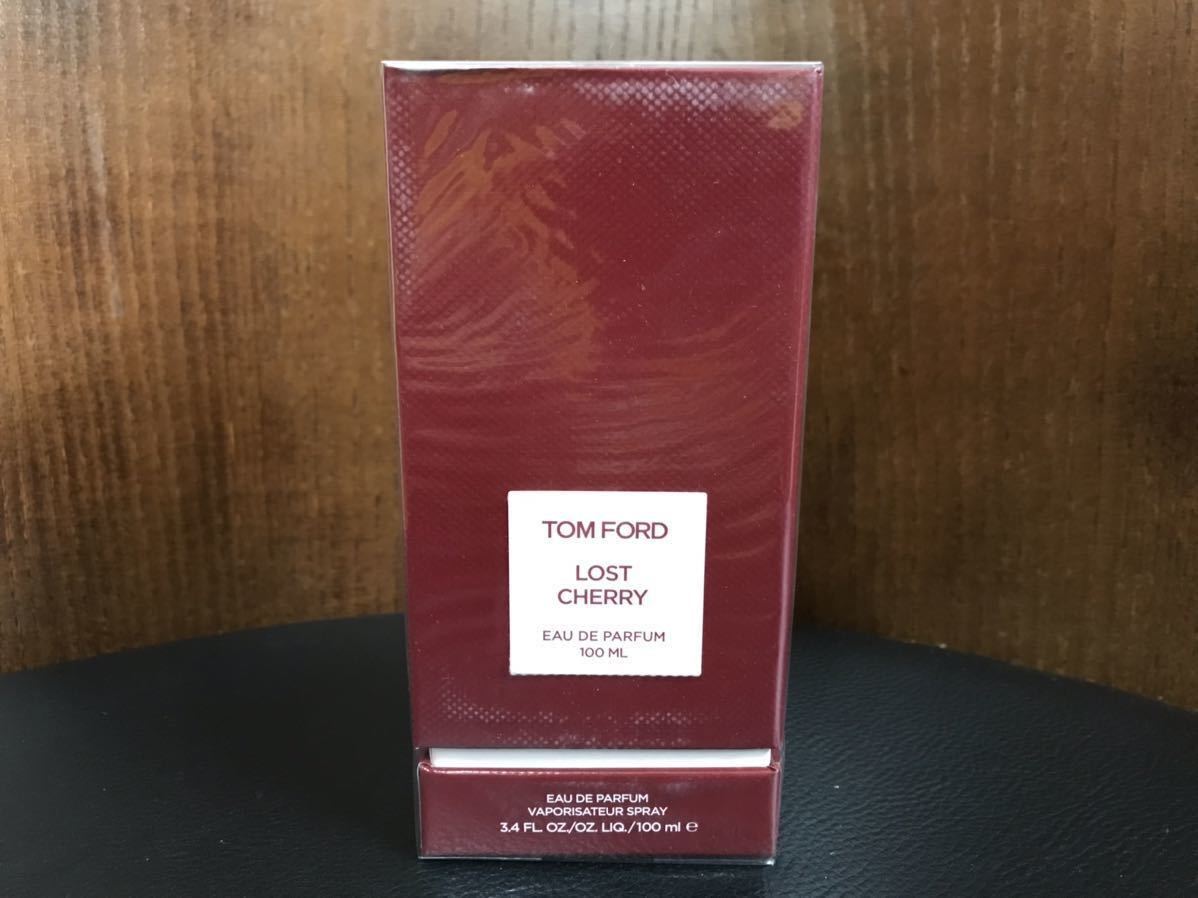 TOM FORD
LOST
CHERRY
EAU DE PARFUM
100 ML
EAU DE PARFUM
VAPORISATEUR SPRAY
3.4 FL. OZ./OZ. LIQ./100 ml ℮